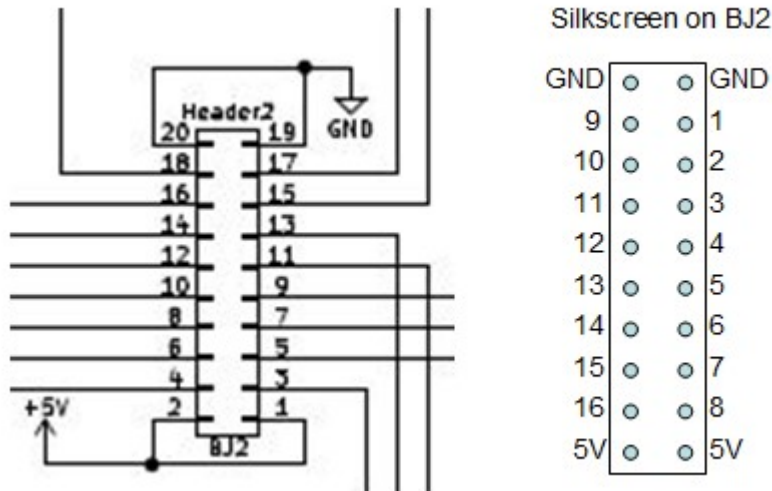 Silkscreen on BJ2
Header2
GND
20 19
18 17
16 15
14 13
12 11
10 9
8 7
6 5
4 3
2 1
+5V
BJ2
GND GND
9 1
10 2
11 3
12 4
13 5
14 6
15 7
16 8
5V 5V